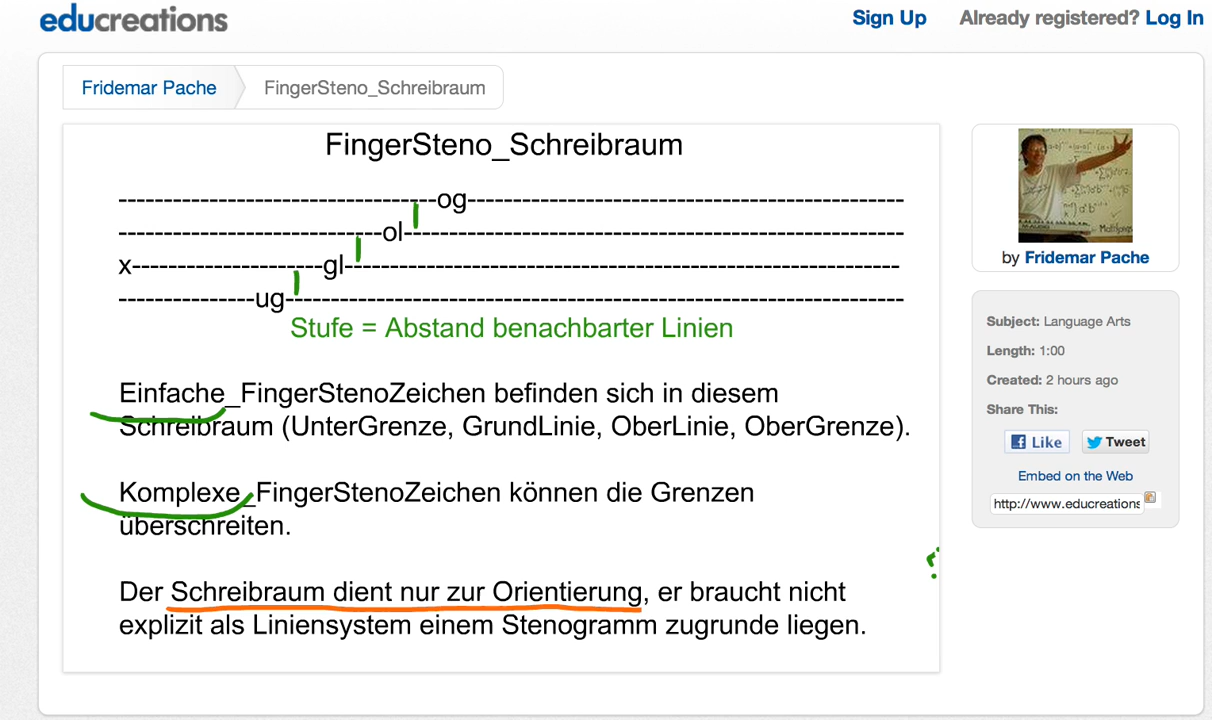 educreations
Sign Up Already registered? Log In
Fridemar Pache FingerSteno_Schreibraum
FingerSteno_Schreibraum
-----------------------------------og-----------------------------------------------
-----------------------------ol-------------------------------------------------------
x---------------------gl-------------------------------------------------------------
---------------ug--------------------------------------------------------------------
Stufe = Abstand benachbarter Linien
Einfache_FingerStenoZeichen befinden sich in diesem
Schreibraum (UnterGrenze, GrundLinie, OberLinie, OberGrenze).
Komplexe_FingerStenoZeichen können die Grenzen
überschreiten.
Der Schreibraum dient nur zur Orientierung, er braucht nicht
explizit als Liniensystem einem Stenogramm zugrunde liegen.
by Fridemar Pache
Subject: Language Arts
Length: 1:00
Created: 2 hours ago
Share This:
Like Tweet
Embed on the Web
http://www.educreations